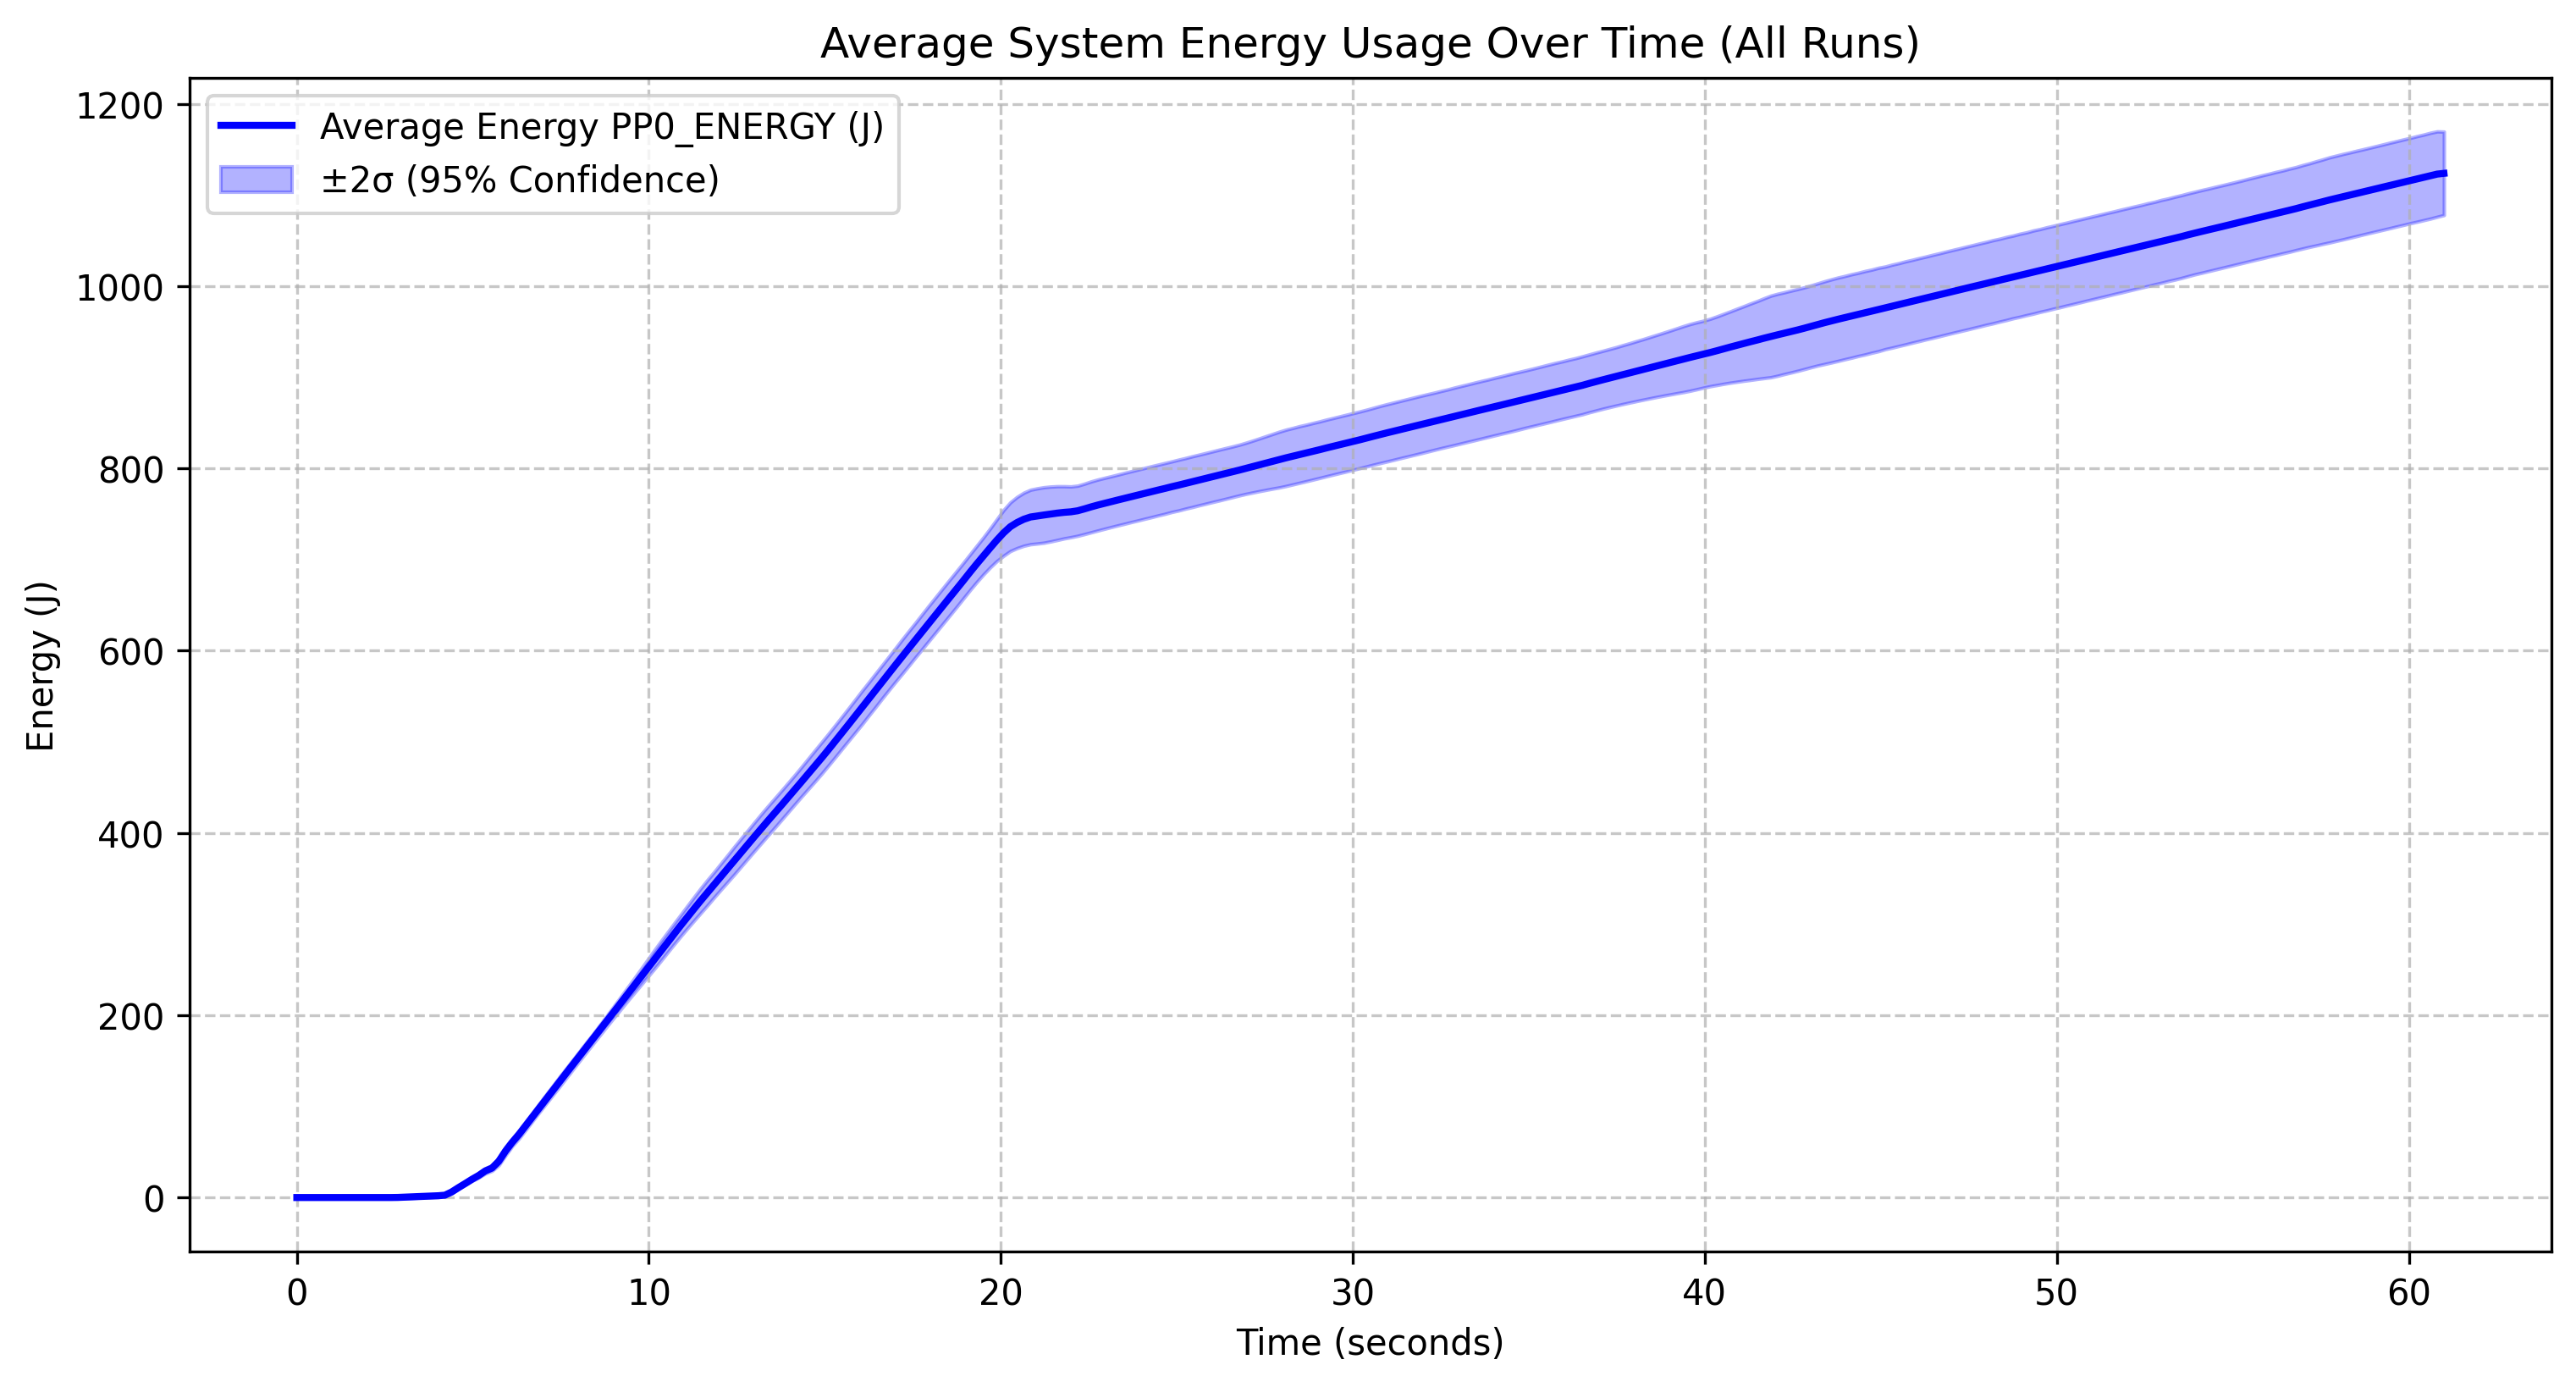 Average System Energy Usage Over Time (All Runs)
Average Energy PP0_ENERGY (J)
±2σ (95% Confidence)
Energy (J)
1200
1000
800
600
400
200
0
0 10 20 30 40 50 60
Time (seconds)